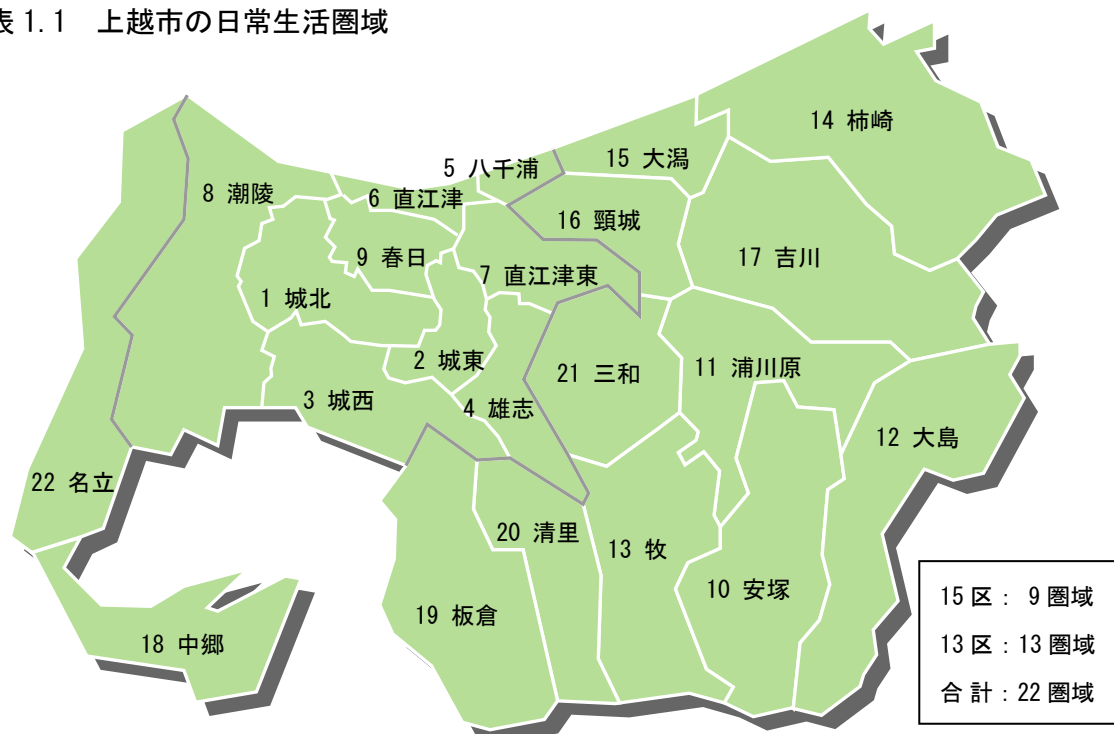 表 1.1　上越市の日常生活圏域
14 柿崎
5 八千浦
15 大潟
8 潮陵
6 直江津
16 頸城
9 春日
17 吉川
7 直江津東
1 城北
2 城東
11 浦川原
21 三和
3 城西
4 雄志
12 大島
22 名立
20 清里
13 牧
10 安塚
19 板倉
18 中郷
15 区： 9 圏域
13 区：13 圏域
合 計：22 圏域